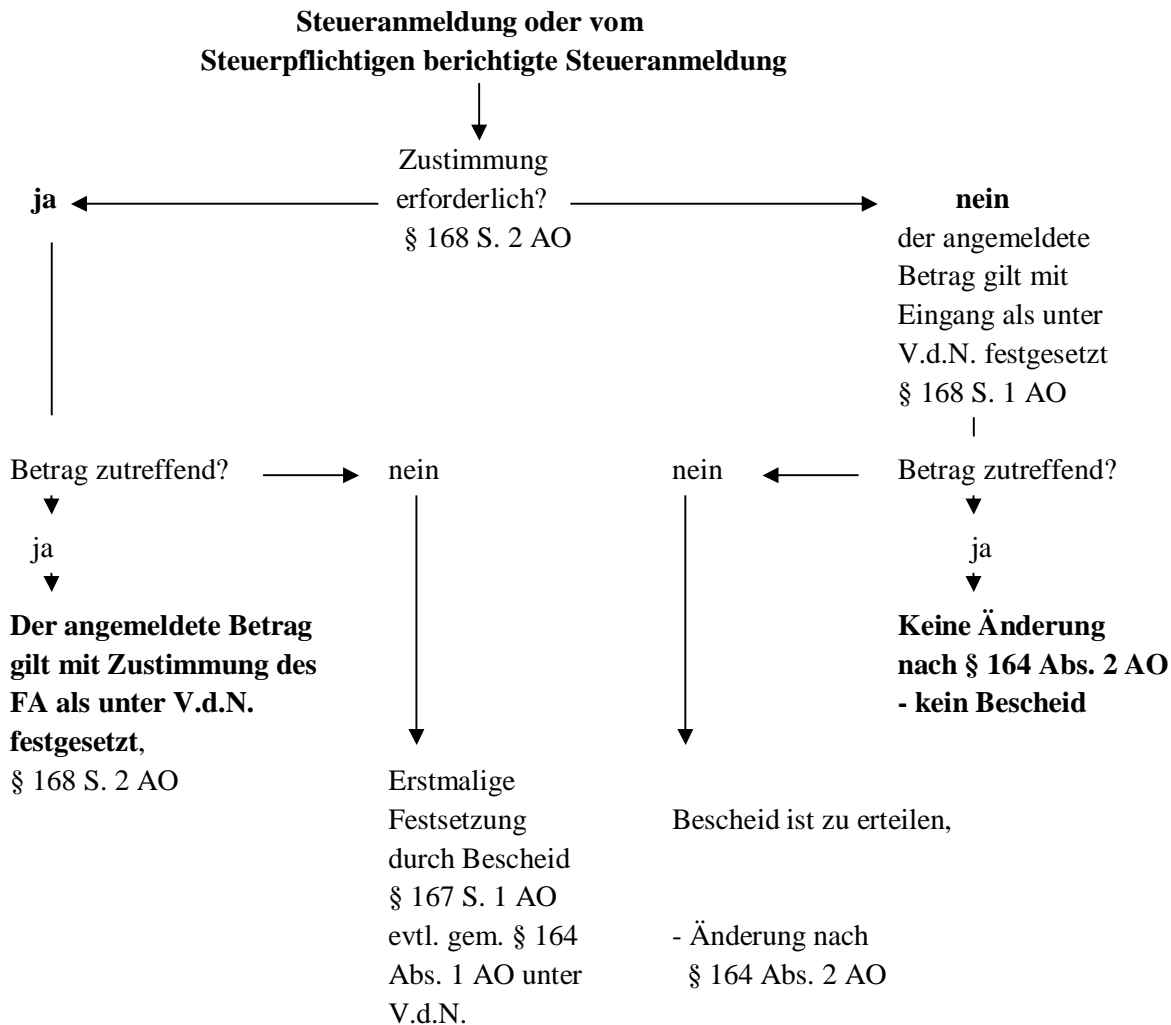 Steueranmeldung oder vom
Steuerpflichtigen berichtigte Steueranmeldung
Zustimmung
erforderlich?
§ 168 S. 2 AO
ja
nein
der angemeldete
Betrag gilt mit
Eingang als unter
V.d.N. festgesetzt
§ 168 S. 1 AO
Betrag zutreffend?
nein
nein
Betrag zutreffend?
ja
ja
Der angemeldete Betrag
gilt mit Zustimmung des
FA als unter V.d.N.
festgesetzt,
§ 168 S. 2 AO
Keine Änderung
nach § 164 Abs. 2 AO
- kein Bescheid
Erstmalige
Festsetzung
durch Bescheid
§ 167 S. 1 AO
evtl. gem. § 164
Abs. 1 AO unter
V.d.N.
Bescheid ist zu erteilen,
- Änderung nach
§ 164 Abs. 2 AO